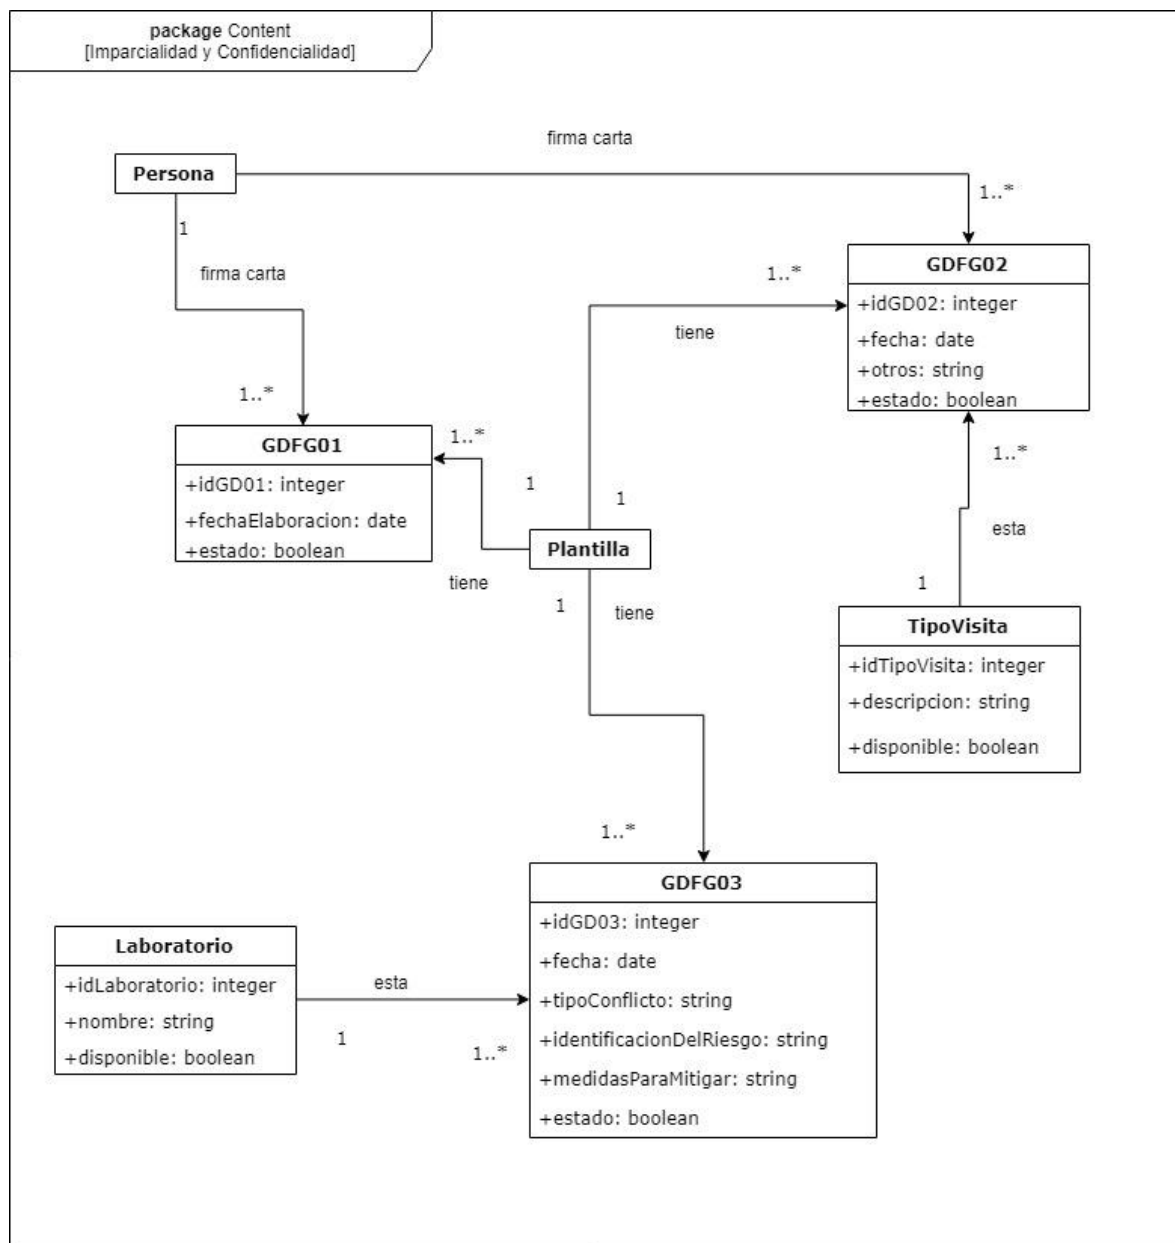 package Content
[Imparcialidad y Confidencialidad]
firma carta
Persona
1..*
1
firma carta
GDFG02
1..*
+idGD02: integer
tiene
+fecha: date
+otros: string
+estado: boolean
1..*
GDFG01
1..*
1..*
+idGD01: integer
1
1
+fechaElaboracion: date
esta
+estado: boolean
Plantilla
tiene
1
1
tiene
TipoVisita
+idTipoVisita: integer
+descripcion: string
+disponible: boolean
1..*
GDFG03
+idGD03: integer
Laboratorio
+fecha: date
+idLaboratorio: integer
esta
+tipoConflicto: string
+nombre: string
1
1..*
+identificacionDelRiesgo: string
+disponible: boolean
+medidasParaMitigar: string
+estado: boolean